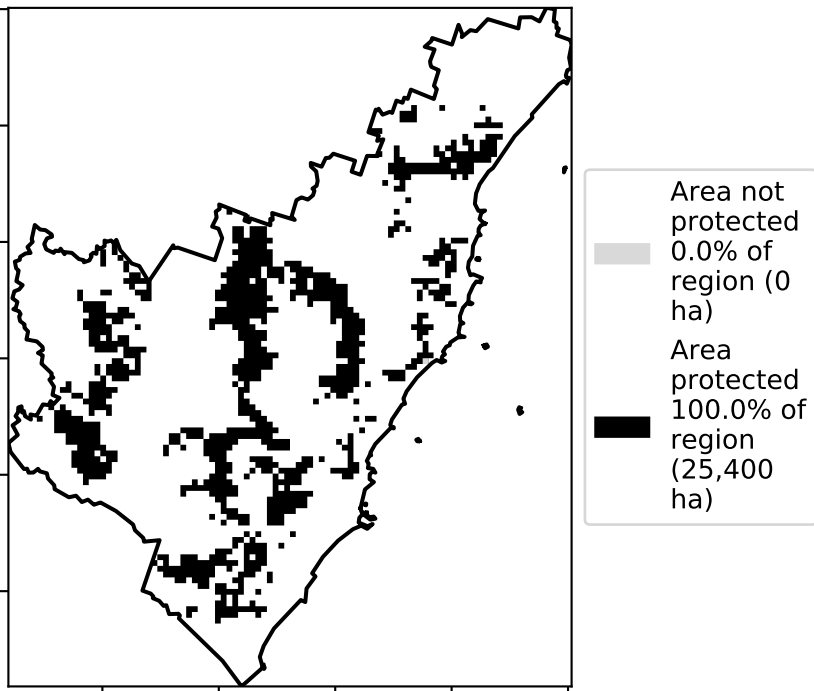 Area not
protected
0.0% of
region (0
ha)
Area
protected
100.0% of
region
(25,400
ha)